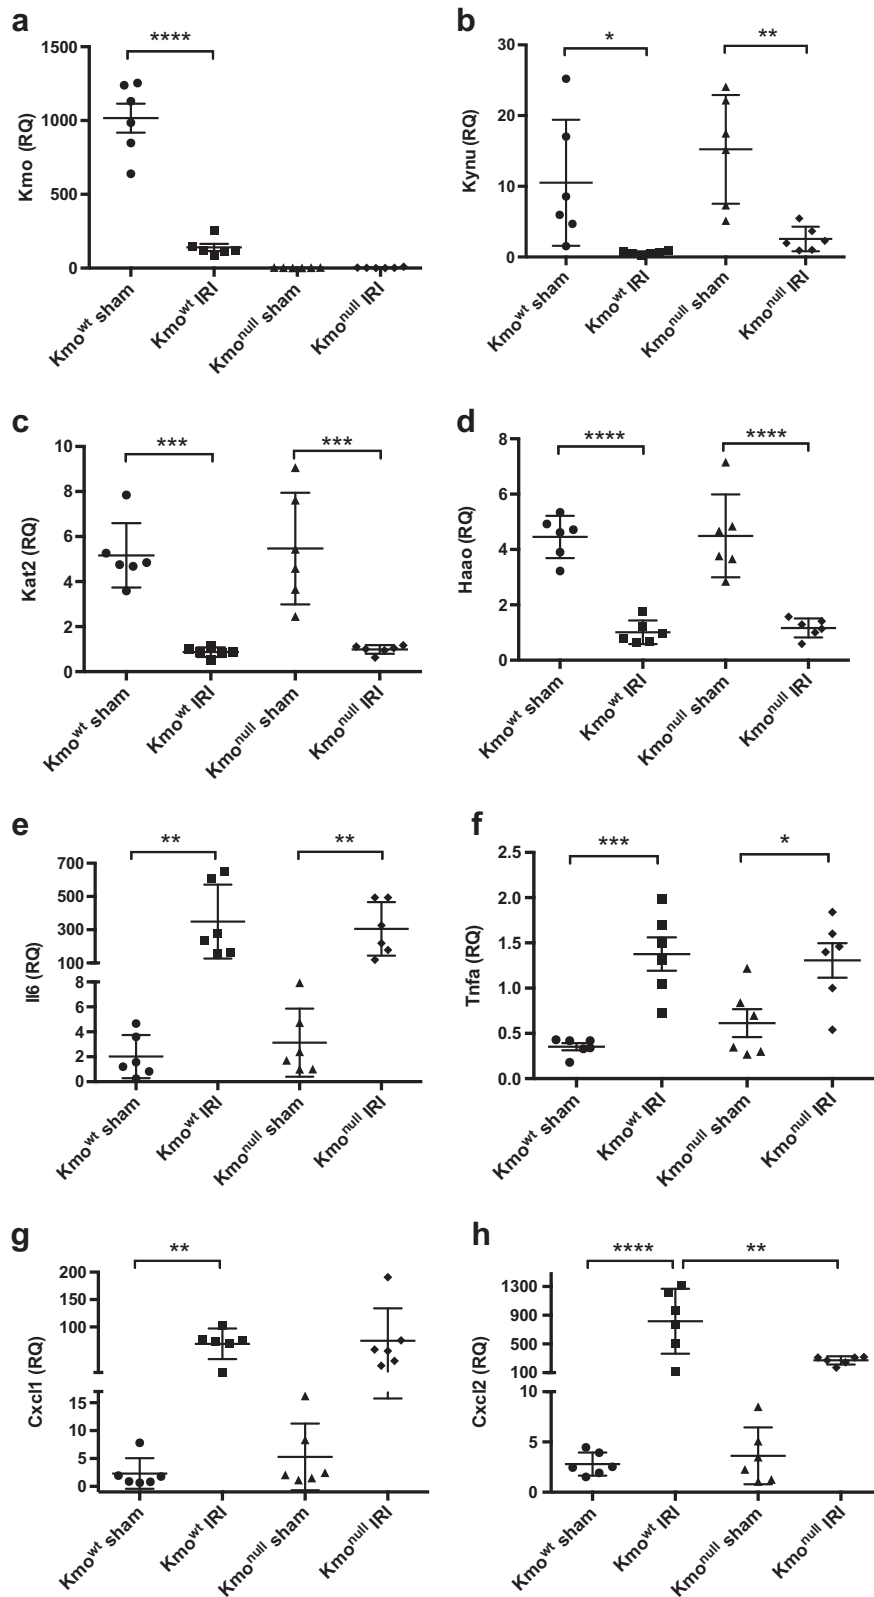 a
****
Kmo (RQ)
1500
1000
500
0
Kmo^wt sham
Kmo^wt IRI
Kmo^null sham
Kmo^null IRI
b
*
**
Kynu (RQ)
30
20
10
0
Kmo^wt sham
Kmo^wt IRI
Kmo^null sham
Kmo^null IRI
c
***
***
Kat2 (RQ)
10
8
6
4
2
0
Kmo^wt sham
Kmo^wt IRI
Kmo^null sham
Kmo^null IRI
d
****
****
Haao (RQ)
8
6
4
2
0
Kmo^wt sham
Kmo^wt IRI
Kmo^null sham
Kmo^null IRI
e
**
**
Il6 (RQ)
700
500
300
100
8
6
4
2
0
Kmo^wt sham
Kmo^wt IRI
Kmo^null sham
Kmo^null IRI
f
***
*
Tnfa (RQ)
2.5
2.0
1.5
1.0
0.5
0.0
Kmo^wt sham
Kmo^wt IRI
Kmo^null sham
Kmo^null IRI
g
**
Cxcl1 (RQ)
200
150
100
15
10
5
0
Kmo^wt sham
Kmo^wt IRI
Kmo^null sham
Kmo^null IRI
h
****
**
Cxcl2 (RQ)
1300
900
500
100
10
5
0
Kmo^wt sham
Kmo^wt IRI
Kmo^null sham
Kmo^null IRI